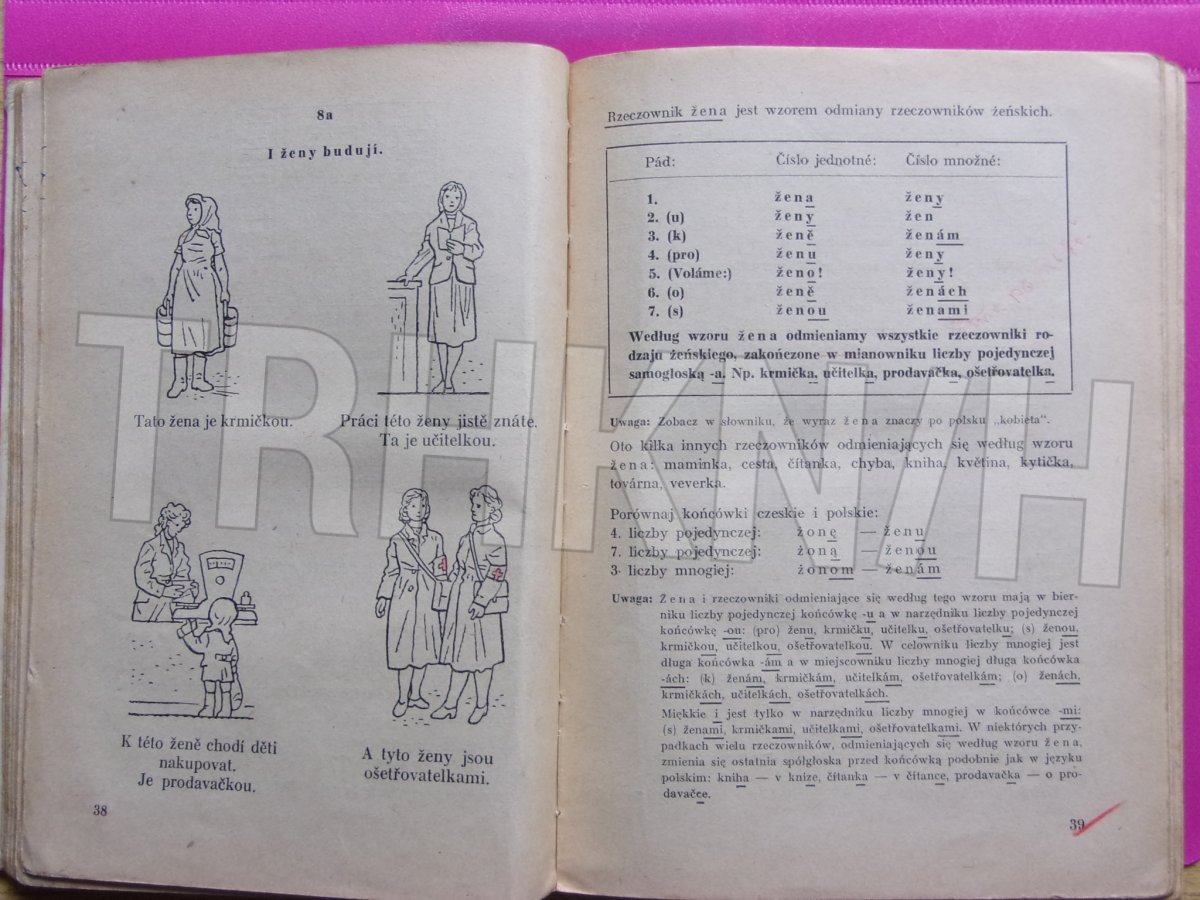 8a
I ženy budují.
Tato žena je krmičkou.
Práci této ženy jistě znáte.
Ta je učitelkou.
K této ženě chodí děti
nakupovat.
Je prodavačkou.
A tyto ženy jsou
ošetřovatelkami.
38
Rzeczownik žena jest wzorem odmiany rzeczowników żeńskich.
Pád: Číslo jednotné: Číslo množné:
1. žena ženy
2. (u) ženy žen
3. (k) ženě ženám
4. (pro) ženu ženy
5. (Voláme:) ženo! ženy!
6. (o) ženě ženách
7. (s) ženou ženami
Według wzoru žena odmieniamy wszystkie rzeczowniki ro-
dzaju żeńskiego, zakończone w mianowniku liczby pojedynczej
samogłoską -a. Np. krmička, učitelka, prodavačka, ošetřovatelka.
Uwaga: Zobacz w słowniku, że wyraz žena znaczy po polsku „kobieta“.
Oto kilka innych rzeczowników odmieniających się według wzoru
žena: maminka, cesta, čítanka, chyba, kniha, květina, kytička,
továrna, veverka.
Porównaj końcówki czeskie i polskie:
4. liczby pojedynczej: żonę — ženu
7. liczby pojedynczej: żoną — ženou
3. liczby mnogiej: żonom — ženám
Uwaga: Žena i rzeczowniki odmieniające się według tego wzoru mają w bier-
niku liczby pojedynczej końcówkę -u a w narzędniku liczby pojedynczej
końcówkę -ou: (pro) ženu, krmičku, učitelku, ošetřovatelku; (s) ženou,
krmičkou, učitelkou, ošetřovatelkou. W celowniku liczby mnogiej jest
długa końcówka -ám a w miejscowniku liczby mnogiej długa końcówka
-ách: (k) ženám, krmičkám, učitelkám, ošetřovatelkám; (o) ženách,
krmičkách, učitelkách, ošetřovatelkách.
Miękkie i jest tylko w narzędniku liczby mnogiej w końcówce -mi:
(s) ženami, krmičkami, učitelkami, ošetřovatelkami. W niektórych przy-
padkach wielu rzeczowników, odmieniających się według wzoru žena,
zmienia się ostatnia spółgłoska przed końcówką podobnie jak w języku
polskim: kniha — v knize, čítanka — v čítance, prodavačka — o pro-
davačce.
39
TRHKNIH